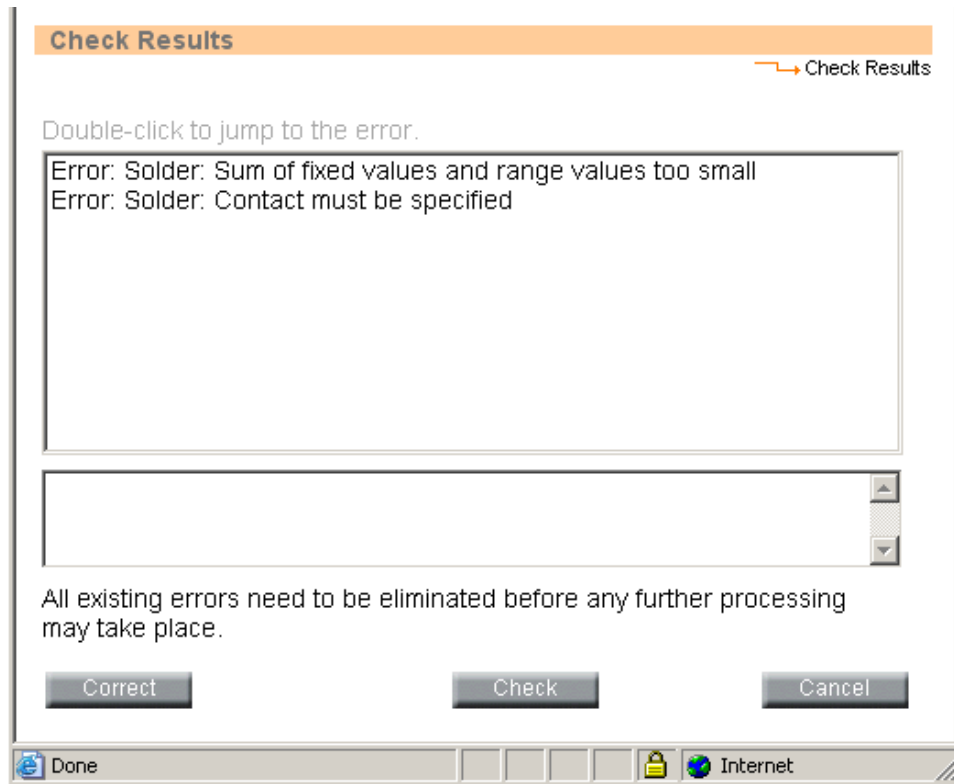 Check Results
Check Results
Double-click to jump to the error.
Error: Solder: Sum of fixed values and range values too small
Error: Solder: Contact must be specified
All existing errors need to be eliminated before any further processing
may take place.
Correct
Check
Cancel
Done
Internet